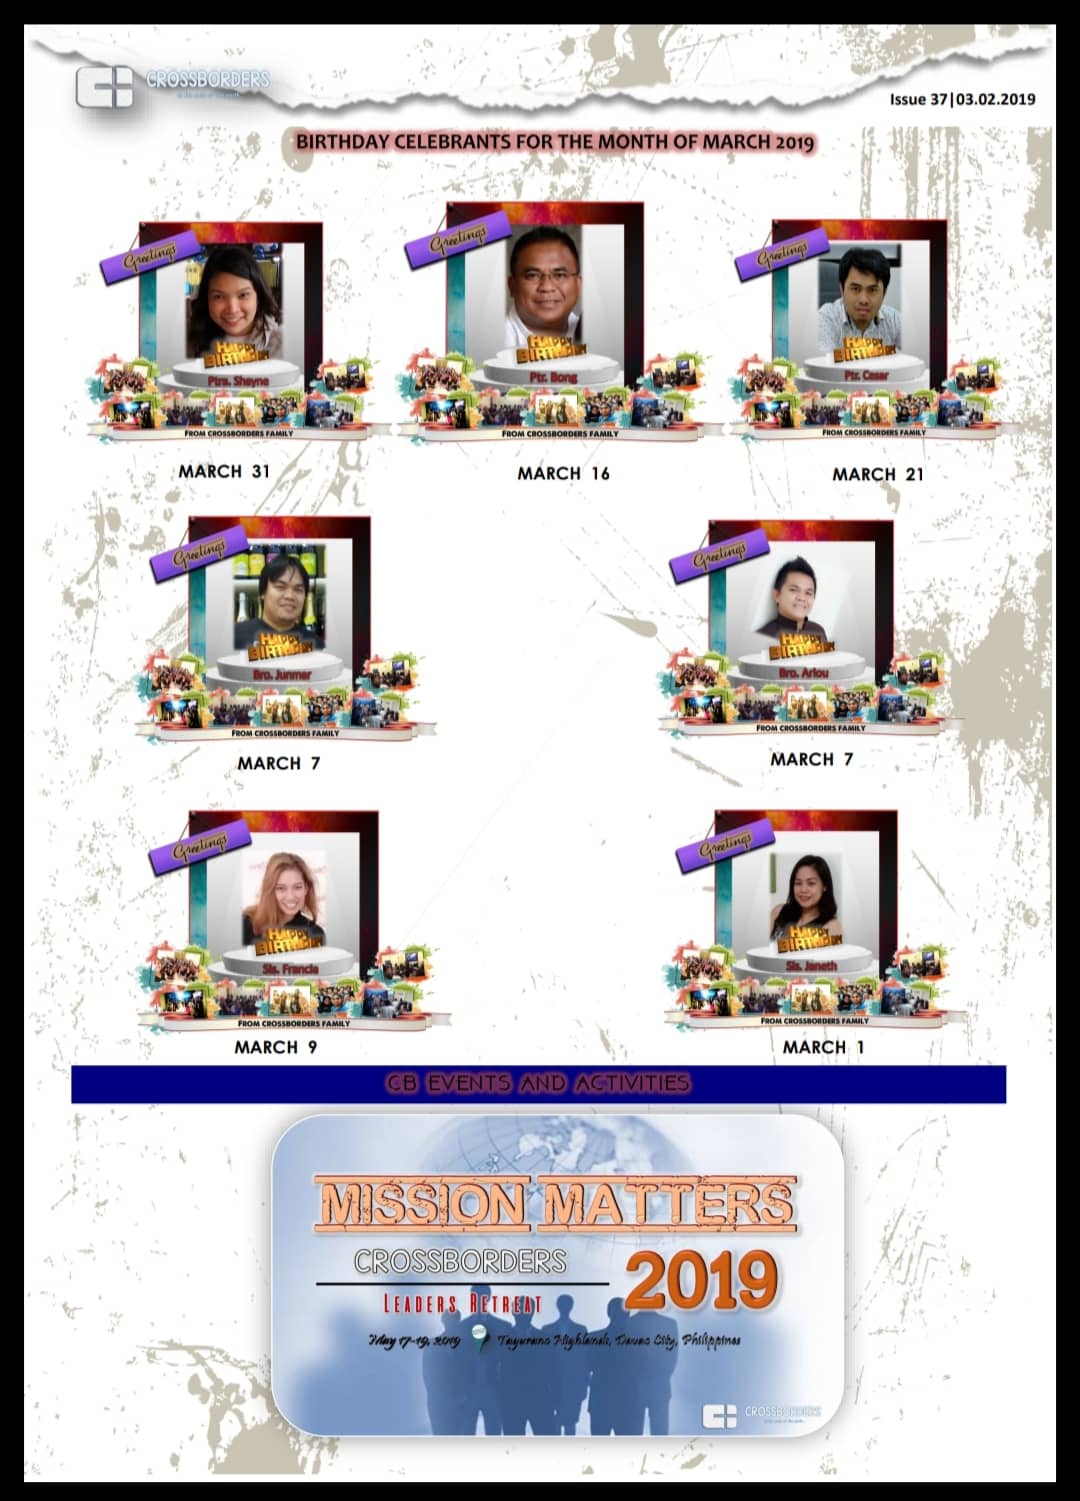 CROSSBORDERS
Issue 37|03.02.2019
BIRTHDAY CELEBRANTS FOR THE MONTH OF MARCH 2019
Greetings
HAPPY
BIRTHDAY
Ptra. Shayne
FROM CROSSBORDERS FAMILY
MARCH 31
Greetings
HAPPY
BIRTHDAY
Ptr. Bong
FROM CROSSBORDERS FAMILY
MARCH 16
Greetings
HAPPY
BIRTHDAY
Ptr. Cesar
FROM CROSSBORDERS FAMILY
MARCH 21
Greetings
HAPPY
BIRTHDAY
Bro. Junmar
FROM CROSSBORDERS FAMILY
MARCH 7
Greetings
HAPPY
BIRTHDAY
Bro. Arlou
FROM CROSSBORDERS FAMILY
MARCH 7
Greetings
HAPPY
BIRTHDAY
Sis. Francia
FROM CROSSBORDERS FAMILY
MARCH 9
Greetings
HAPPY
BIRTHDAY
Sis. Janeth
FROM CROSSBORDERS FAMILY
MARCH 1
CB EVENTS AND ACTIVITIES
MISSION MATTERS
CROSSBORDERS 2019
LEADERS RETREAT
May 17-19, 2019 Highlands, Davao City, Philippines
CROSSBORDERS